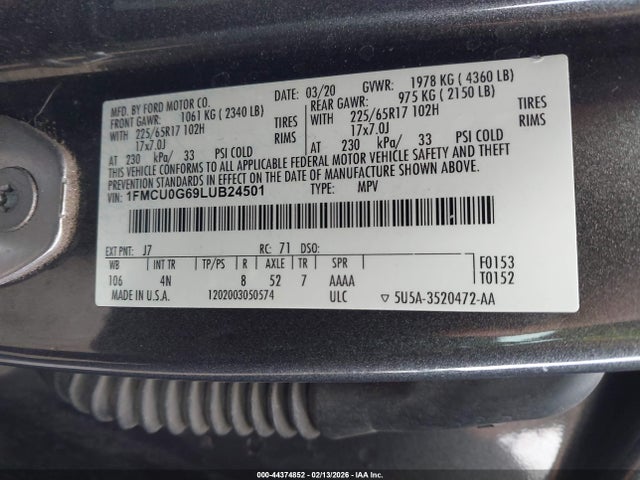 MFD. BY FORD MOTOR CO.
DATE: 03/20 GVWR: 1978 KG ( 4360 LB)
FRONT GAWR: 1061 KG ( 2340 LB)
REAR GAWR: 975 KG ( 2150 LB)
WITH 225/65R17 102H TIRES
17x7.0J RIMS
WITH 225/65R17 102H TIRES
17x7.0J RIMS
AT 230 kPa/ 33 PSI COLD
AT 230 kPa/ 33 PSI COLD
THIS VEHICLE CONFORMS TO ALL APPLICABLE FEDERAL MOTOR VEHICLE SAFETY AND THEFT
PREVENTION STANDARDS IN EFFECT ON THE DATE OF MANUFACTURE SHOWN ABOVE.
VIN: 1FMCU0G69LUB24501 TYPE: MPV
EXT PNT: J7 RC: 71 DSO:
WB INT TR TP/PS R AXLE TR SPR
106 4N 8 52 7 AAAA
F0153
T0152
MADE IN U.S.A. 1202003050574 ULC ▽ 5U5A-3520472-AA
000-44374852 - 02/13/2026 - IAA Inc.